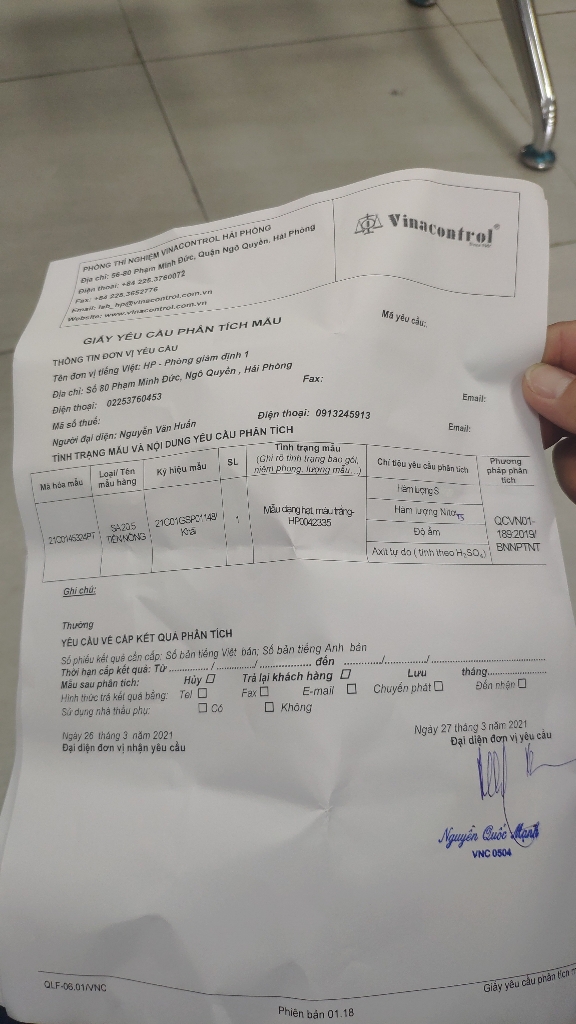 PHÒNG THÍ NGHIỆM VINACONTROL HẢI PHÒNG
Địa chỉ: 56-80 Phạm Minh Đức, Quận Ngô Quyền, Hải Phòng
Điện thoại: +84 225.3760072
Fax: +84 225.3652776
Email: lab_hp@vinacontrol.com.vn
Website: www.vinacontrol.com.vn
Vinacontrol®
GIẤY YÊU CẦU PHÂN TÍCH MẪU
Mã yêu cầu:
THÔNG TIN ĐƠN VỊ YÊU CẦU
Tên đơn vị tiếng Việt: HP - Phòng giám định 1
Địa chỉ: Số 80 Phạm Minh Đức, Ngô Quyền , Hải Phòng
Điện thoại: 02253760453 Fax: Email:
Mã số thuế:
Người đại diện: Nguyễn Văn Huấn Điện thoại: 0913245913 Email:
TÌNH TRẠNG MẪU VÀ NỘI DUNG YÊU CẦU PHÂN TÍCH
Mã hóa mẫu
Loại/ Tên mẫu hàng
Ký hiệu mẫu
SL
Tình trạng mẫu
(Ghi rõ tình trạng bao gói, niêm phong, lượng mẫu,...)
Chỉ tiêu yêu cầu phân tích
Phương pháp phân tích
SA20.5
TIẾN NÔNG
21C01GSP01148/
Khá
1
Mẫu dạng hạt, màu trắng-
HP0042335
Hàm lượng S
Hàm lượng Nitơ TS
Độ ẩm
Axit tự do ( tính theo H₂SO₄)
QCVN01-
189:2019/
BNNPTNT
Ghi chú:
Thường
YÊU CẦU VỀ CẤP KẾT QUẢ PHÂN TÍCH
Số phiếu kết quả cần cấp: Số bản tiếng Việt bản; Số bản tiếng Anh bản
Thời hạn cấp kết quả: Từ ............ / ............/ ............ đến ............/ ............/ ............
Mẫu sau phân tích: Hủy ☐ Trả lại khách hàng ☐ Lưu tháng............
Hình thức trả kết quả bằng: Tel ☐ Fax ☐ E-mail ☐ Chuyển phát ☐ Đến nhận ☐
Sử dụng nhà thầu phụ: ☐ Có ☐ Không
Ngày 26 tháng 3 năm 2021
Đại diện đơn vị nhận yêu cầu
Ngày 27 tháng 3 năm 2021
Đại diện đơn vị yêu cầu
Nguyễn Quốc Mạnh
VNC 0504
QLF-06.01/VNC
Phiên bản 01.18
Giấy yêu cầu phân tích